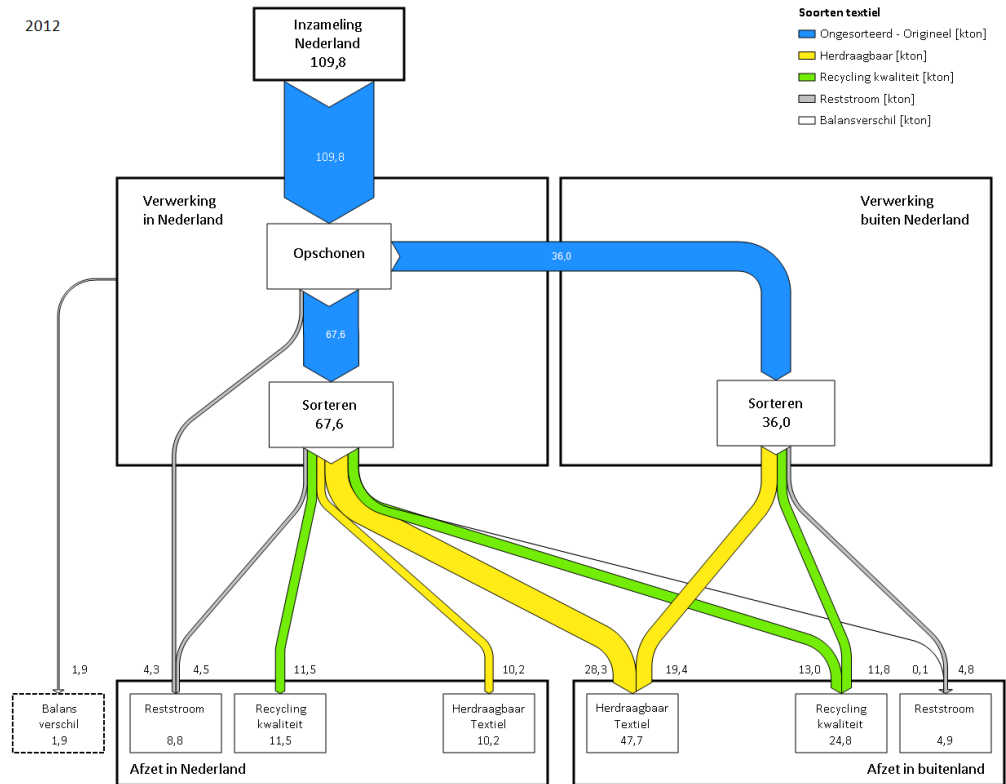 2012
Inzameling
Nederland
109,8
Soorten textiel
Ongesorteerd - Origineel [kton]
Herdraagbaar [kton]
Recycling kwaliteit [kton]
Reststroom [kton]
Balansverschil [kton]
109,8
Verwerking
in Nederland
Verwerking
buiten Nederland
Opschonen
36,0
67,6
Sorteren
67,6
Sorteren
36,0
1,9
4,3
4,5
11,5
10,2
28,3
19,4
13,0
11,8
0,1
4,8
Balans
verschil
1,9
Reststroom
8,8
Recycling
kwaliteit
11,5
Herdraagbaar
Textiel
10,2
Herdraagbaar
Textiel
47,7
Recycling
kwaliteit
24,8
Reststroom
4,9
Afzet in Nederland
Afzet in buitenland